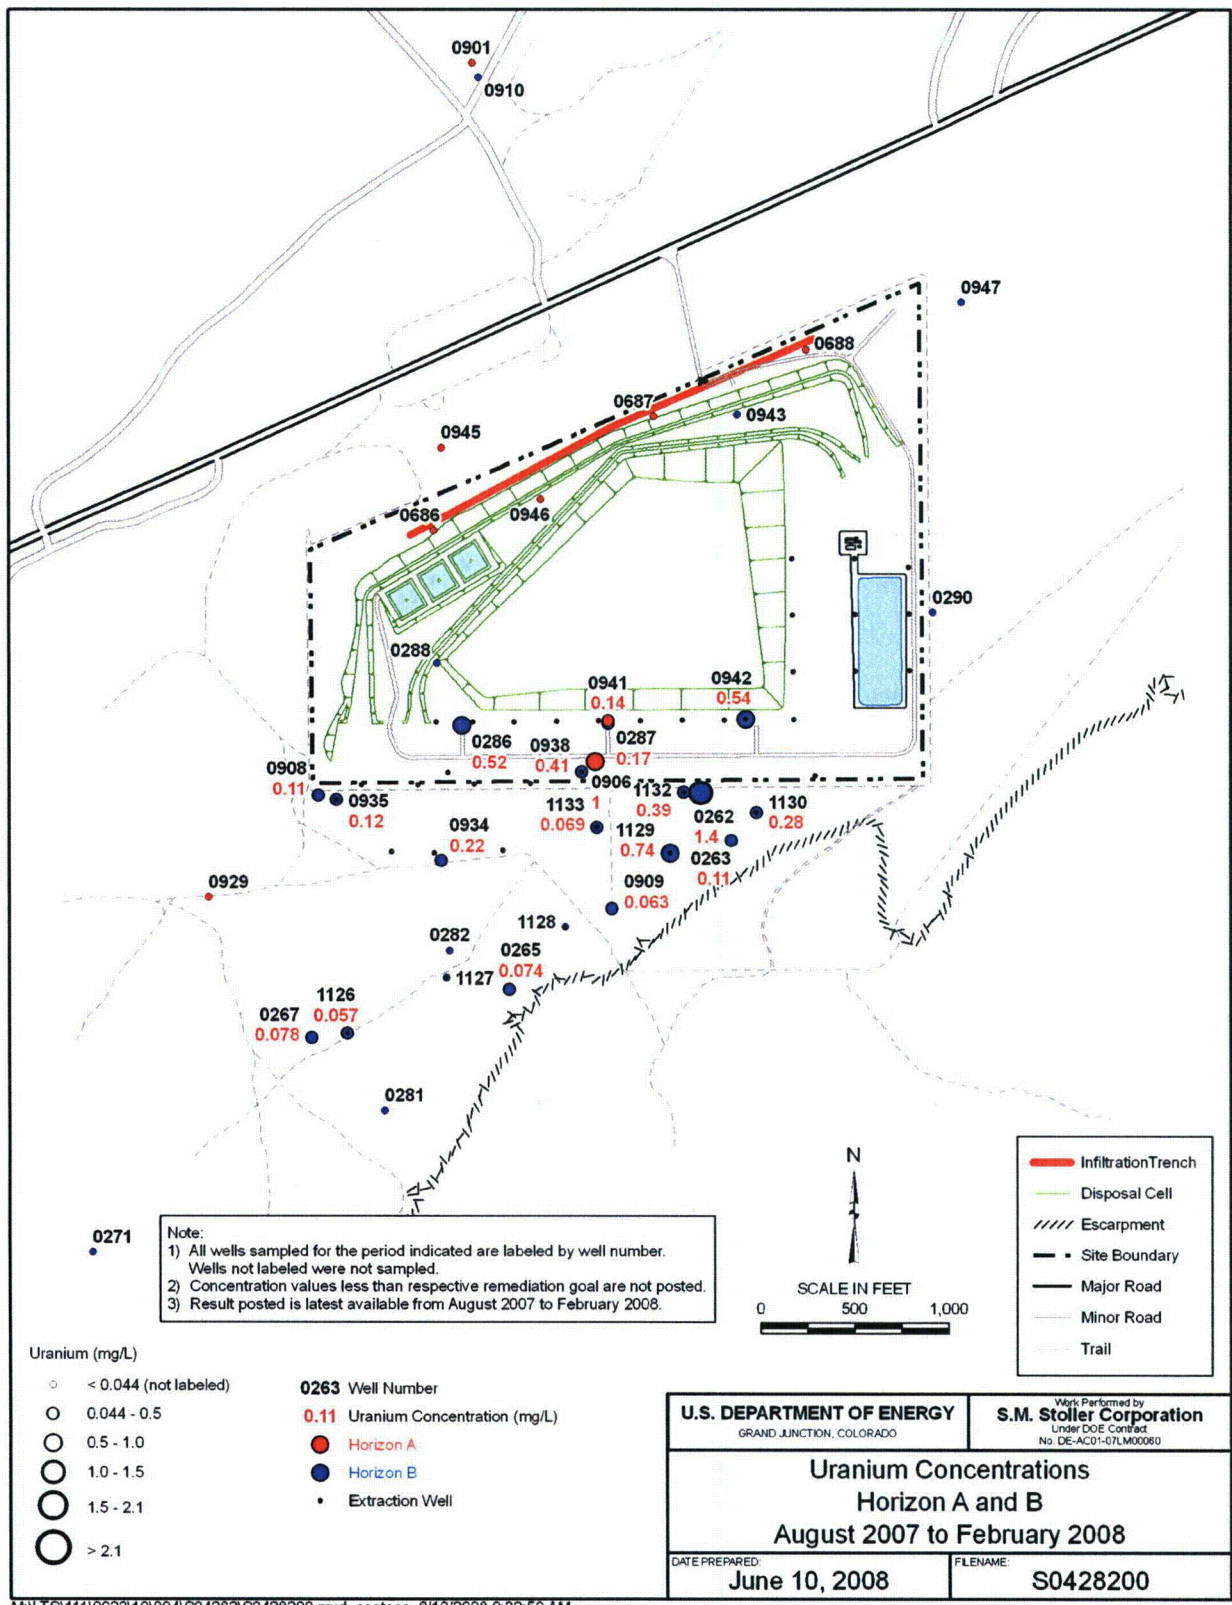 0901
0910
0947
0688
0687
0943
0945
0946
0686
0290
0288
0941
0.14
0942
0.54
0286
0.52
0938
0.41
0287
0.17
0908
0.11
0906
1
0935
0.12
1133
0.069
1132
0.39
0262
1.4
1130
0.28
0934
0.22
1129
0.74
0263
0.11
0929
0909
0.063
1128
0282
0265
0.074
1127
1126
0.057
0267
0.078
0281
0271
N
SCALE IN FEET
0 500 1,000
Infiltration Trench
Disposal Cell
Escarpment
Site Boundary
Major Road
Minor Road
Trail
Note:
1) All wells sampled for the period indicated are labeled by well number.
Wells not labeled were not sampled.
2) Concentration values less than respective remediation goal are not posted.
3) Result posted is latest available from August 2007 to February 2008.
Uranium (mg/L)
< 0.044 (not labeled)
0.044 - 0.5
0.5 - 1.0
1.0 - 1.5
1.5 - 2.1
> 2.1
0263 Well Number
0.11 Uranium Concentration (mg/L)
Horizon A
Horizon B
Extraction Well
U.S. DEPARTMENT OF ENERGY
GRAND JUNCTION, COLORADO
Work Performed by
S.M. Stoller Corporation
Under DOE Contract
No. DE-AC01-07LM00060
Uranium Concentrations
Horizon A and B
August 2007 to February 2008
DATE PREPARED:
June 10, 2008
FILENAME:
S0428200